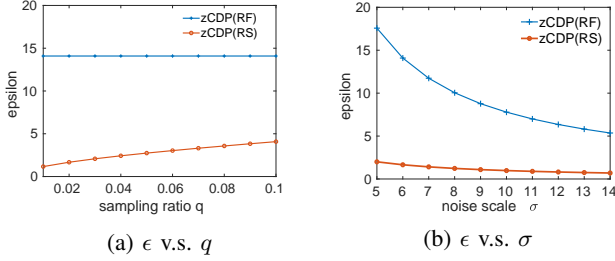 20
15
10
5
0
epsilon
zCDP(RF)
zCDP(RS)
0.02 0.04 0.06 0.08 0.1
sampling ratio q
(a) ϵ v.s. q
20
15
10
5
0
epsilon
zCDP(RF)
zCDP(RS)
5 6 7 8 9 10 11 12 13 14
noise scale σ
(b) ϵ v.s. σ